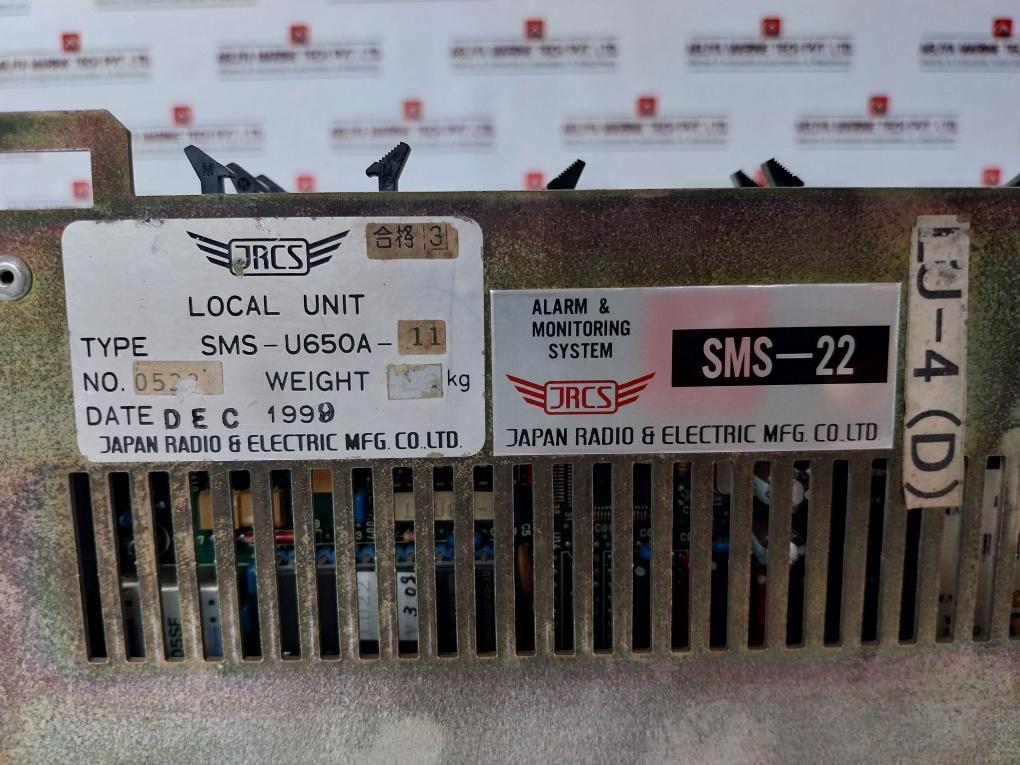 JRCS
合格 3
LOCAL UNIT
TYPE SMS-U650A-11
NO. WEIGHT kg
DATE DEC
JAPAN RADIO & ELECTRIC MFG. CO. LTD.
ALARM &
MONITORING
SYSTEM
SMS-22
JRCS
JAPAN RADIO & ELECTRIC MFG. CO. LTD.
LU-4 (D)